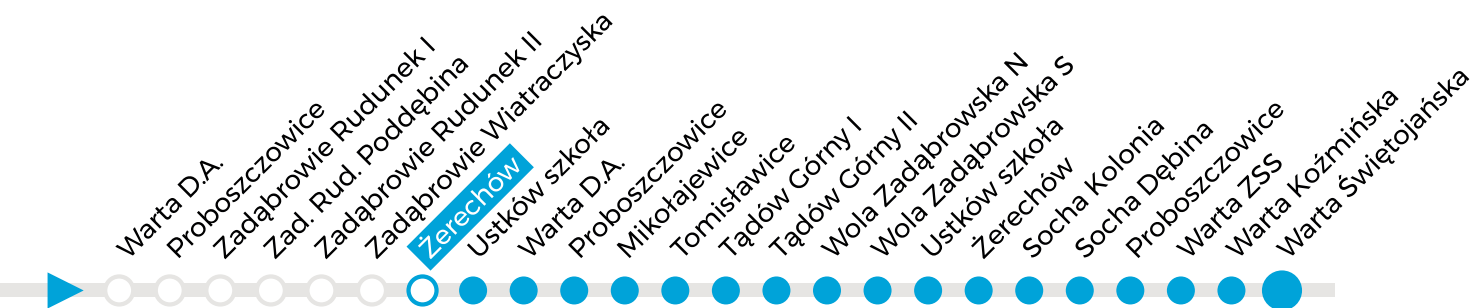 Warta D.A.
Proboszczowice
Zadąbrowie Rudunek I
Zad. Rud. Poddębina
Zadąbrowie Rudunek II
Zadąbrowie Wiatraczyska
Żerechów
Ustków szkoła
Warta D.A.
Proboszczowice
Mikołajewice
Tomisławice
Tądów Górny I
Tądów Górny II
Wola Zadąbrowska N
Wola Zadąbrowska S
Ustków szkoła
Żerechów
Socha Kolonia
Socha Dębina
Proboszczowice
Warta ZSS
Warta Koźmińska
Warta Świętojańska